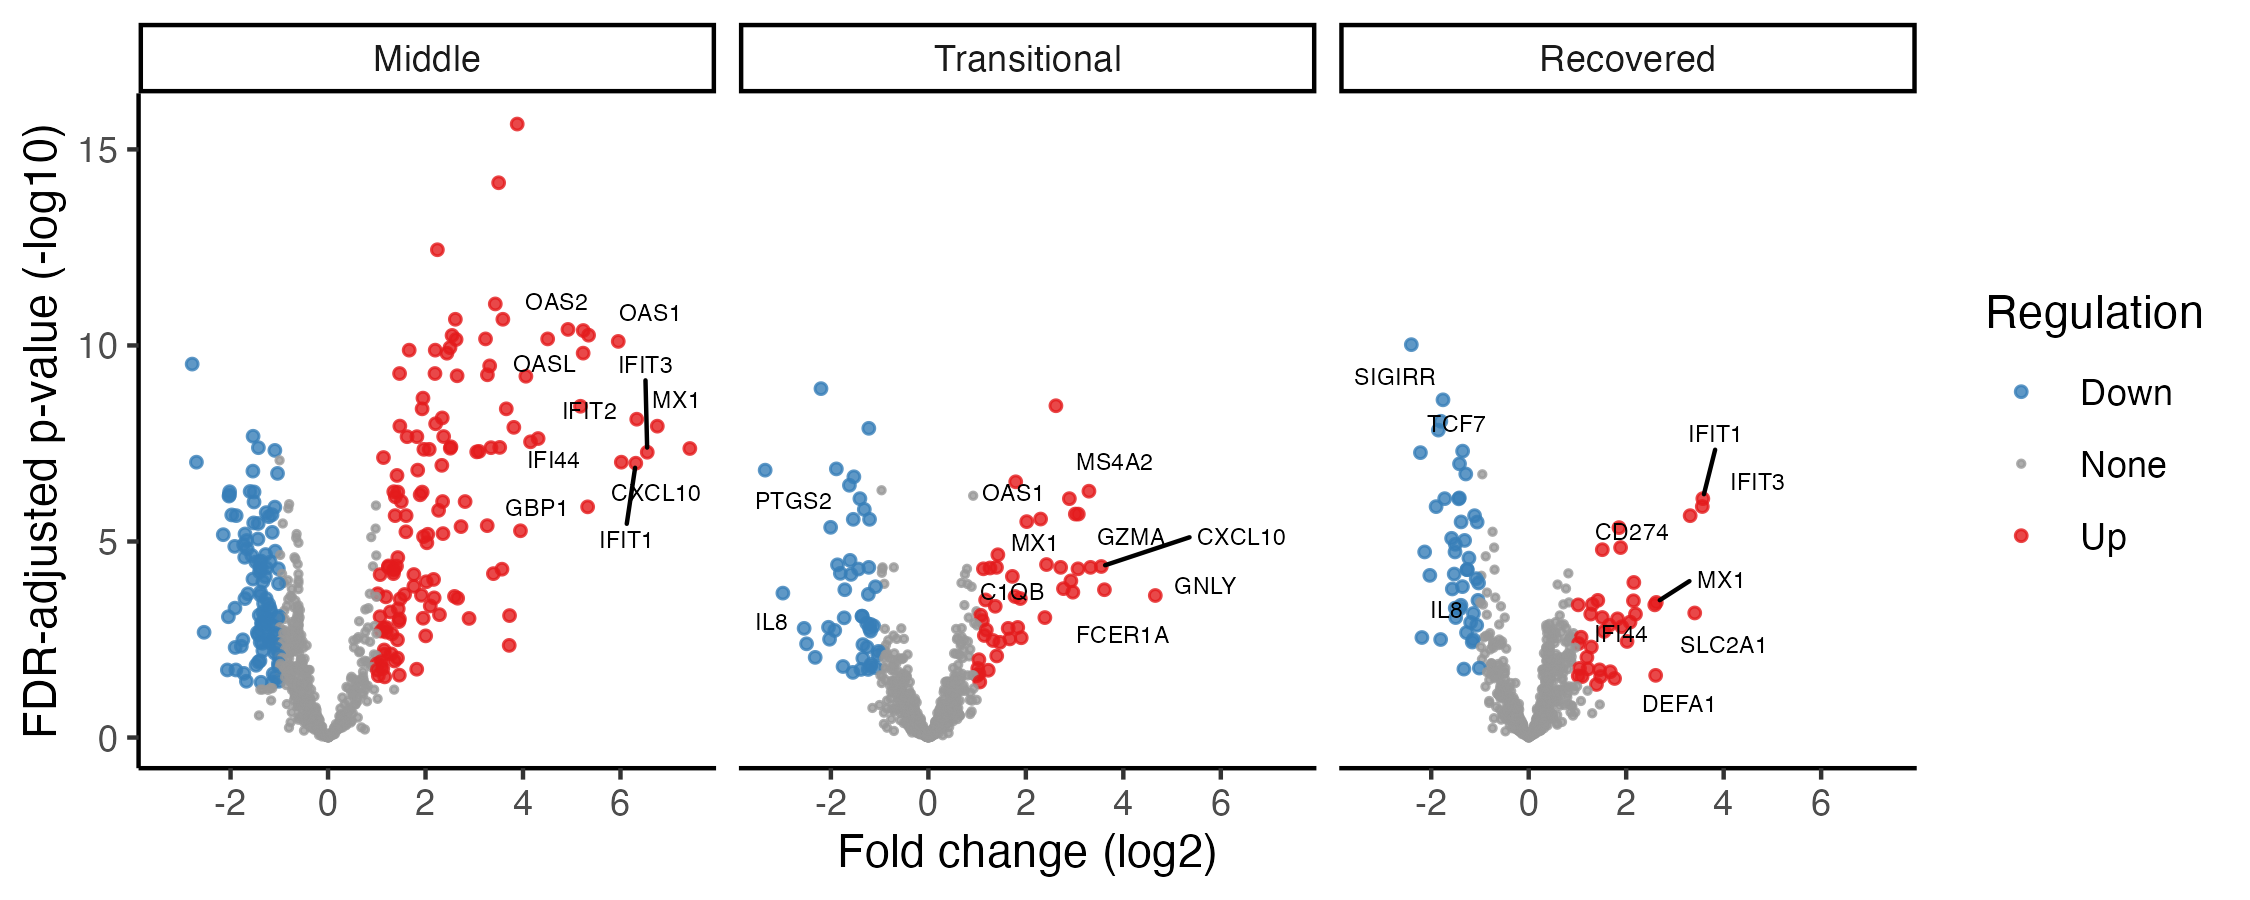 Middle
Transitional
Recovered
FDR-adjusted p-value (-log10)
15
10
5
0
OAS2
OAS1
OASL
IFIT3
MX1
IFIT2
IFI44
CXCL10
GBP1
IFIT1
MS4A2
OAS1
PTGS2
GZMA
CXCL10
MX1
C1QB
GNLY
IL8
FCER1A
SIGIRR
TCF7
IFIT1
IFIT3
CD274
MX1
IL8
IFI44
SLC2A1
DEFA1
-2 0 2 4 6
-2 0 2 4 6
-2 0 2 4 6
Fold change (log2)
Regulation
Down
None
Up